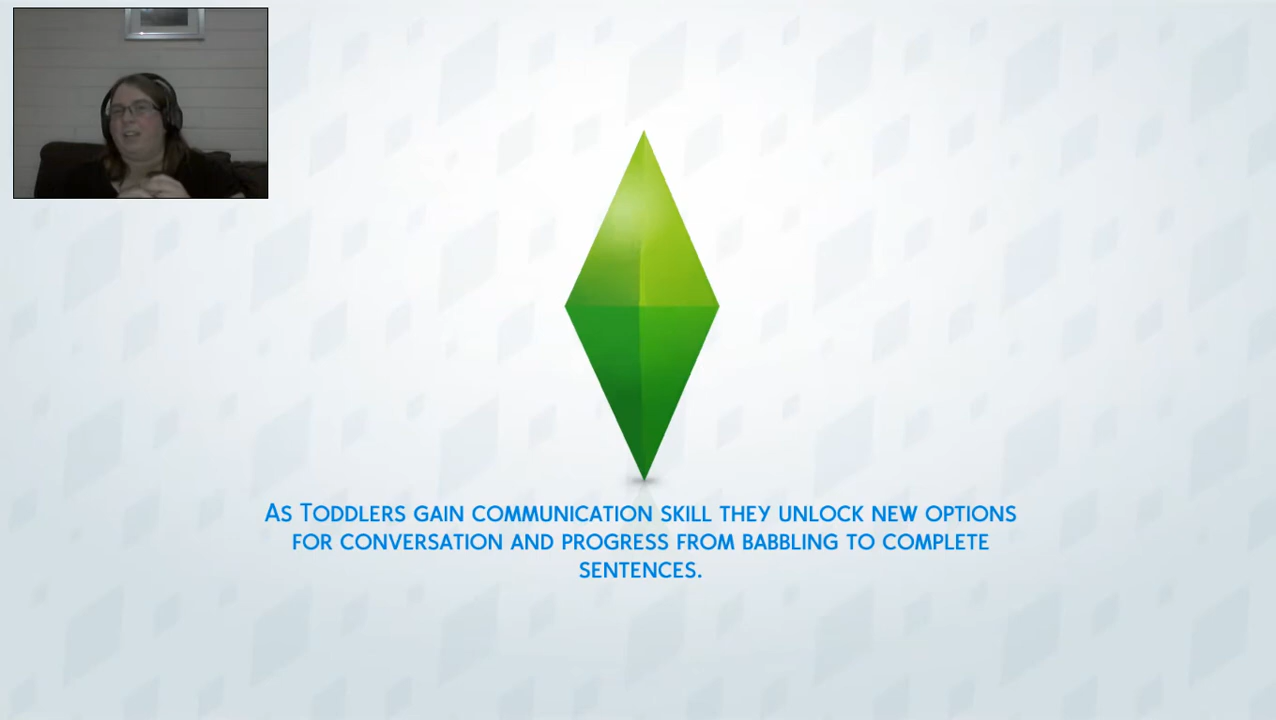 As Toddlers gain communication skill they unlock new options
for conversation and progress from babbling to complete
sentences.